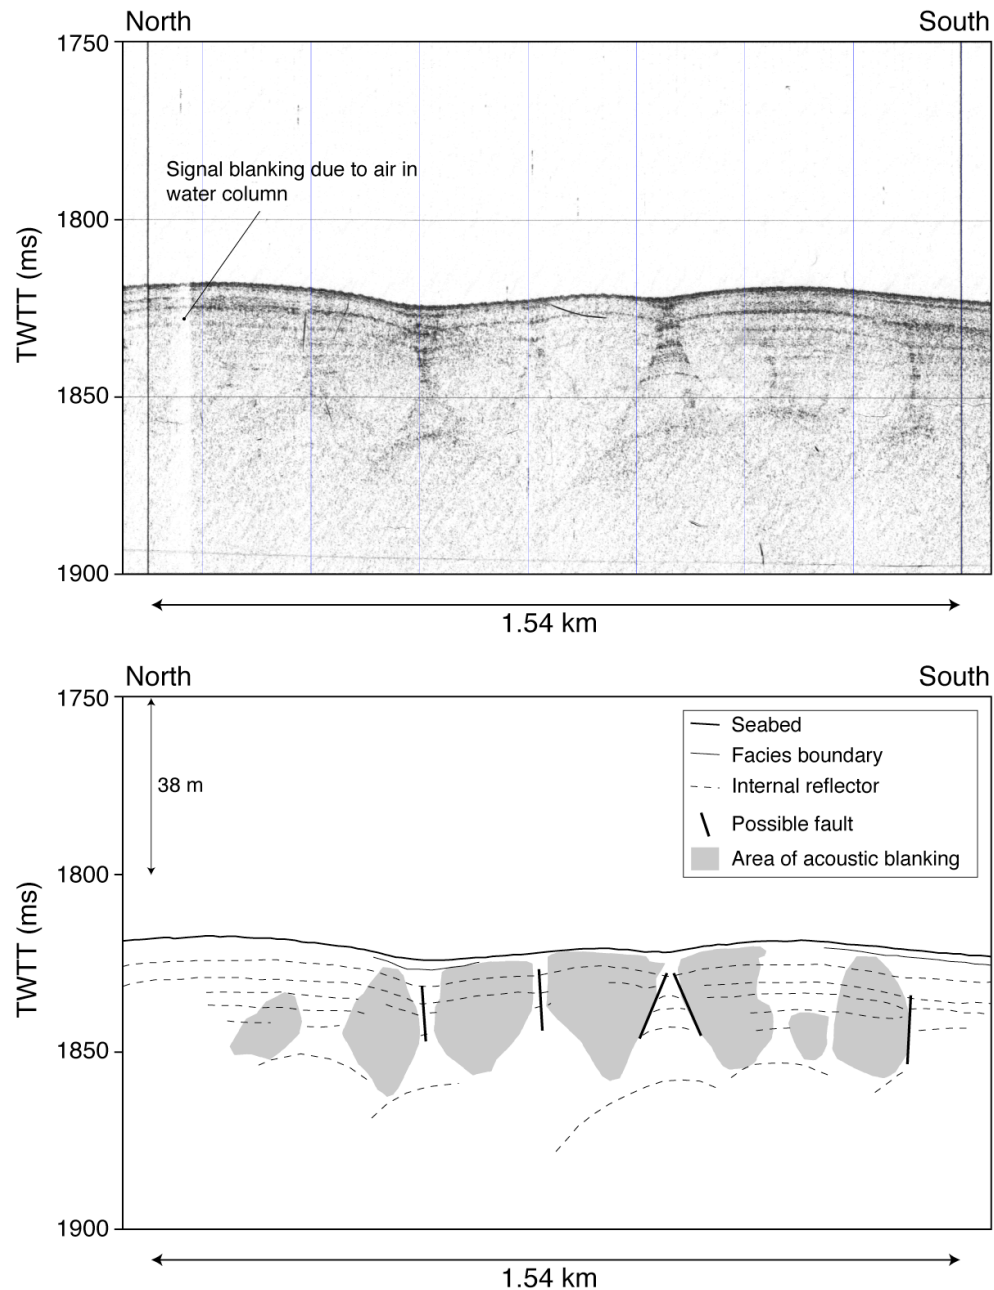 North South
1750
Signal blanking due to air in
water column
1800
TWTT (ms)
1850
1900
1.54 km
North South
1750
Seabed
Facies boundary
38 m
Internal reflector
Possible fault
Area of acoustic blanking
1800
TWTT (ms)
1850
1900
1.54 km